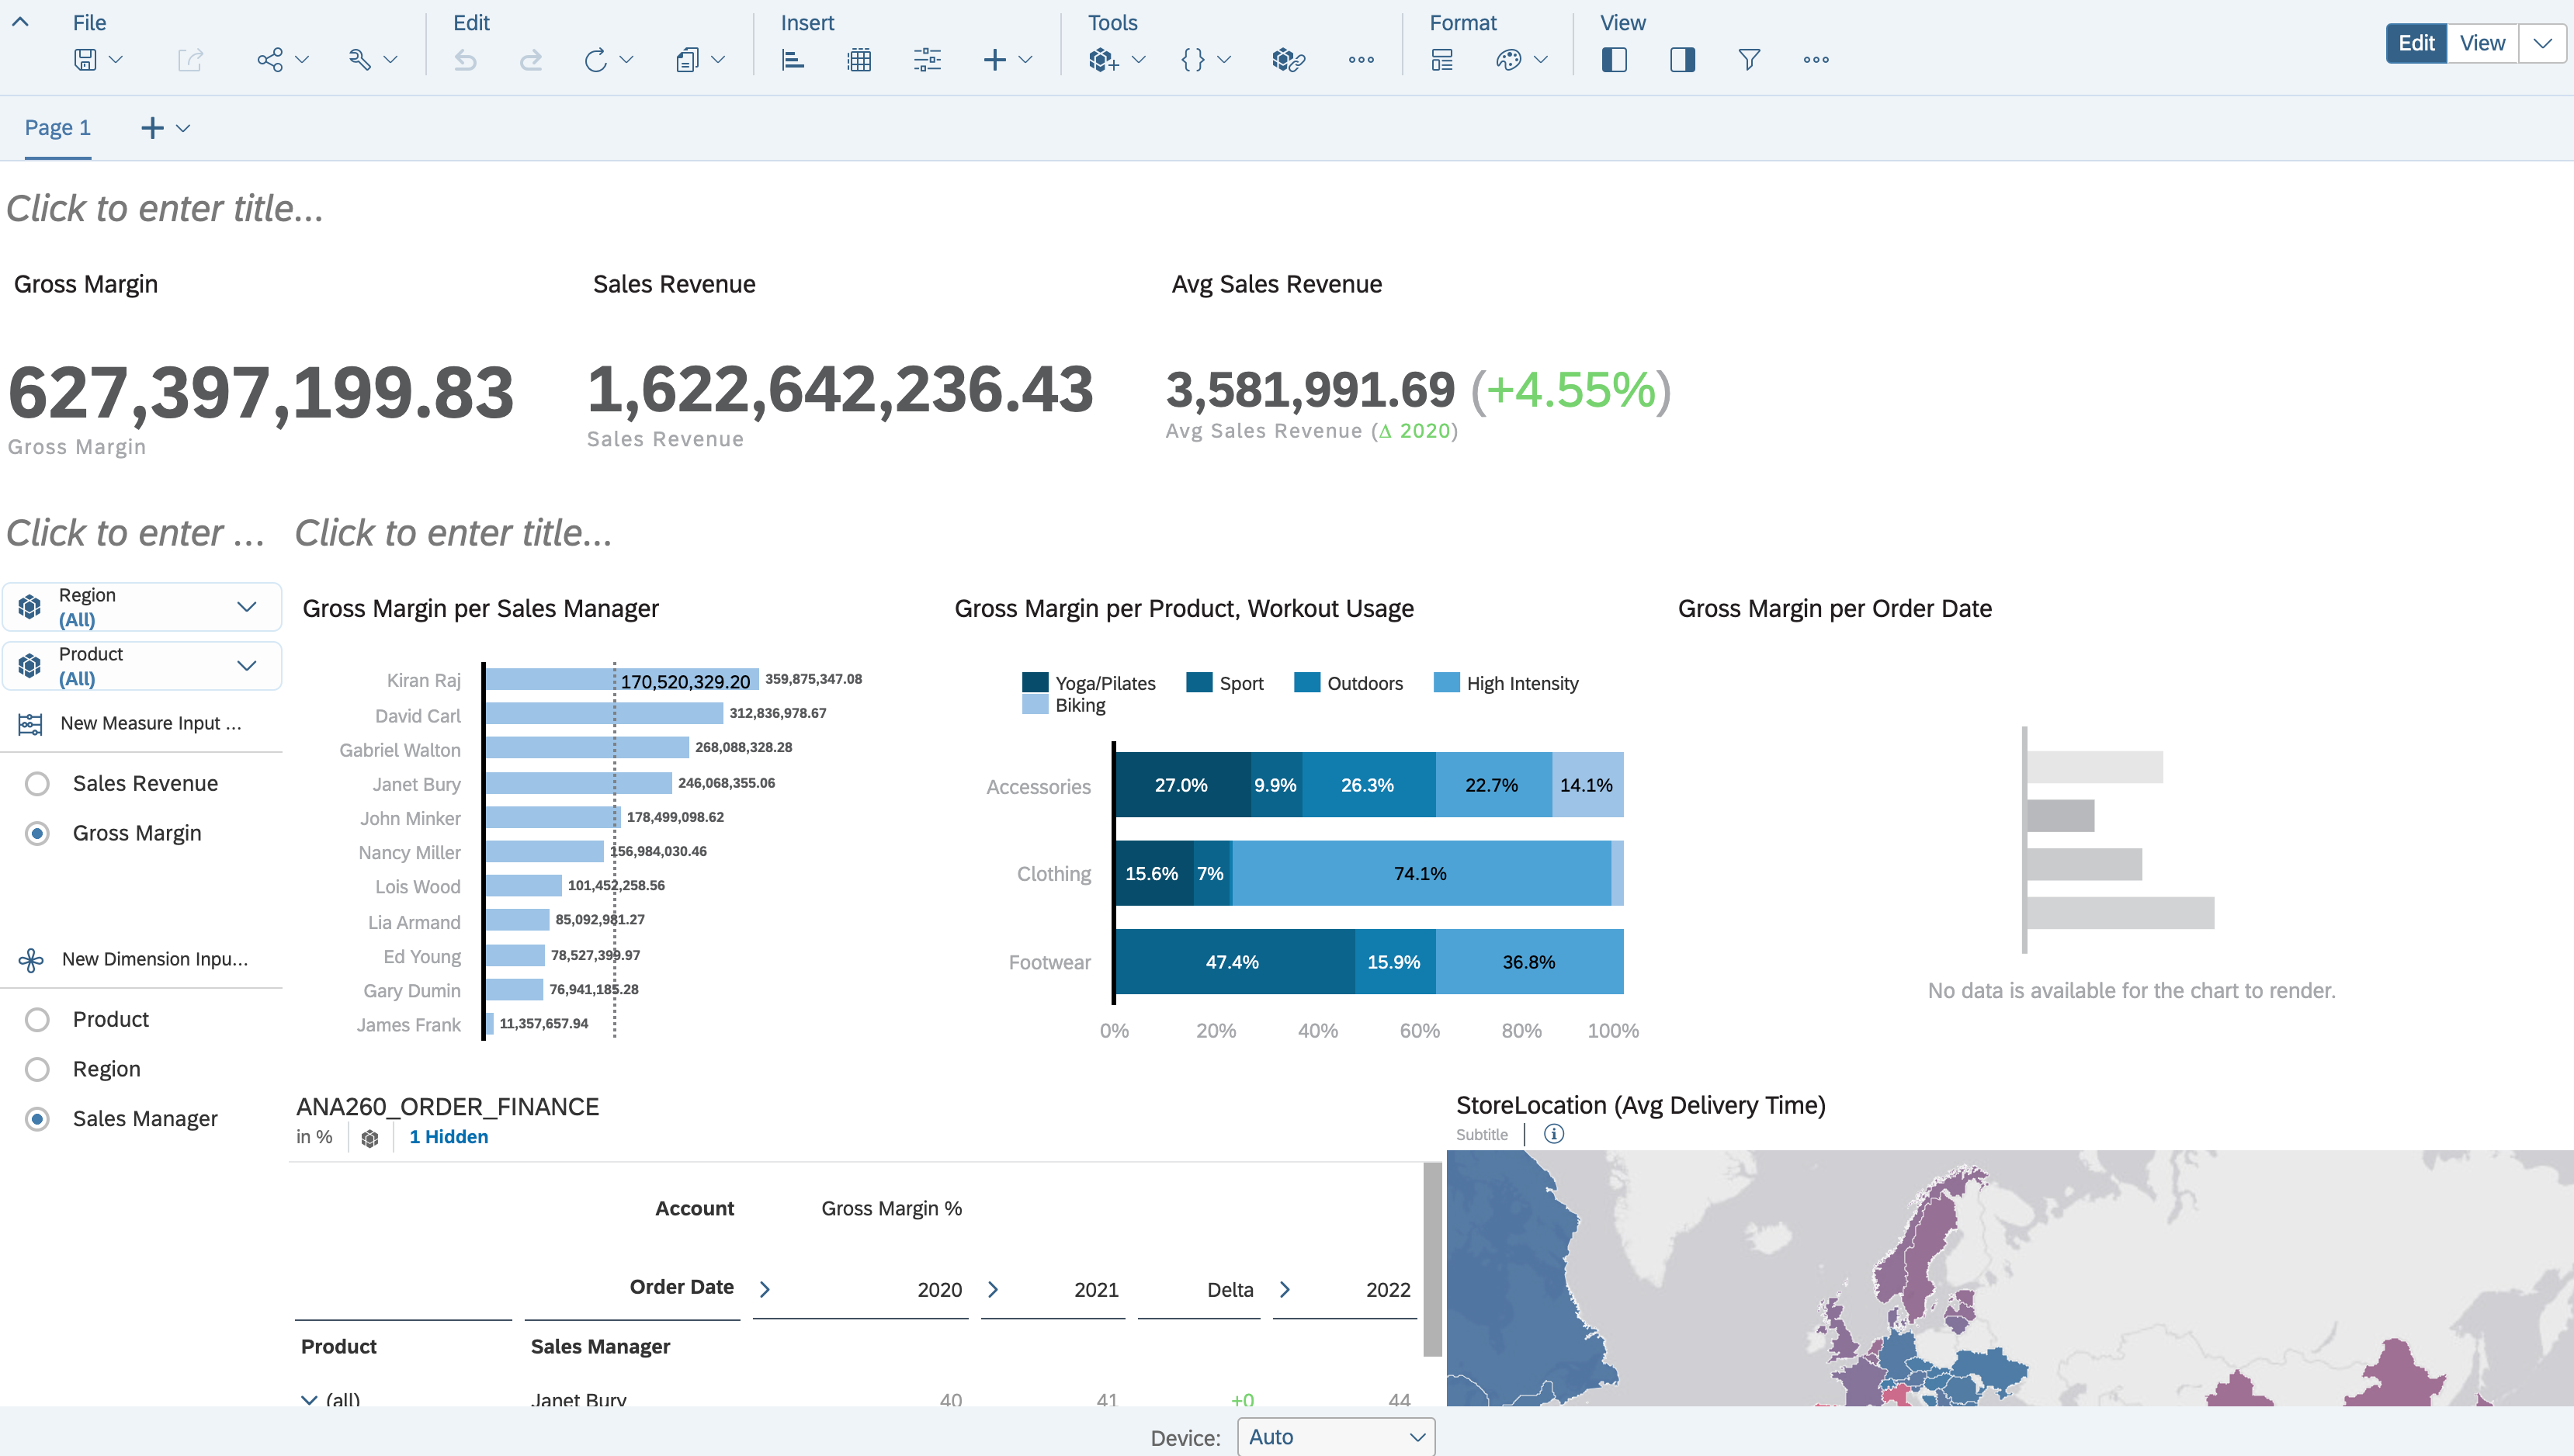 File
Edit
Insert
Tools
Format
View
Edit
View
Page 1
Click to enter title...
Gross Margin
Sales Revenue
Avg Sales Revenue
627,397,199.83
Gross Margin
1,622,642,236.43
Sales Revenue
3,581,991.69 (+4.55%)
Avg Sales Revenue (Δ 2020)
Click to enter ...
Click to enter title...
Region
(All)
Product
(All)
New Measure Input ...
Sales Revenue
Gross Margin
New Dimension Inpu...
Product
Region
Sales Manager
Gross Margin per Sales Manager
Kiran Raj 170,520,329.20 359,875,347.08
David Carl 312,836,978.67
Gabriel Walton 268,088,328.28
Janet Bury 246,068,355.06
John Minker 178,499,098.62
Nancy Miller 156,984,030.46
Lois Wood 101,452,258.56
Lia Armand 85,092,981.27
Ed Young 78,527,399.97
Gary Dumin 76,941,185.28
James Frank 11,357,657.94
Gross Margin per Product, Workout Usage
Yoga/Pilates Sport Outdoors High Intensity
Biking
Accessories 27.0% 9.9% 26.3% 22.7% 14.1%
Clothing 15.6% 7% 74.1%
Footwear 47.4% 15.9% 36.8%
0% 20% 40% 60% 80% 100%
Gross Margin per Order Date
No data is available for the chart to render.
ANA260_ORDER_FINANCE
in % 1 Hidden
Account Gross Margin %
Order Date 2020 2021 Delta 2022
Product Sales Manager
(all) Janet Bury 40 41 +0 44
StoreLocation (Avg Delivery Time)
Subtitle
Device: Auto